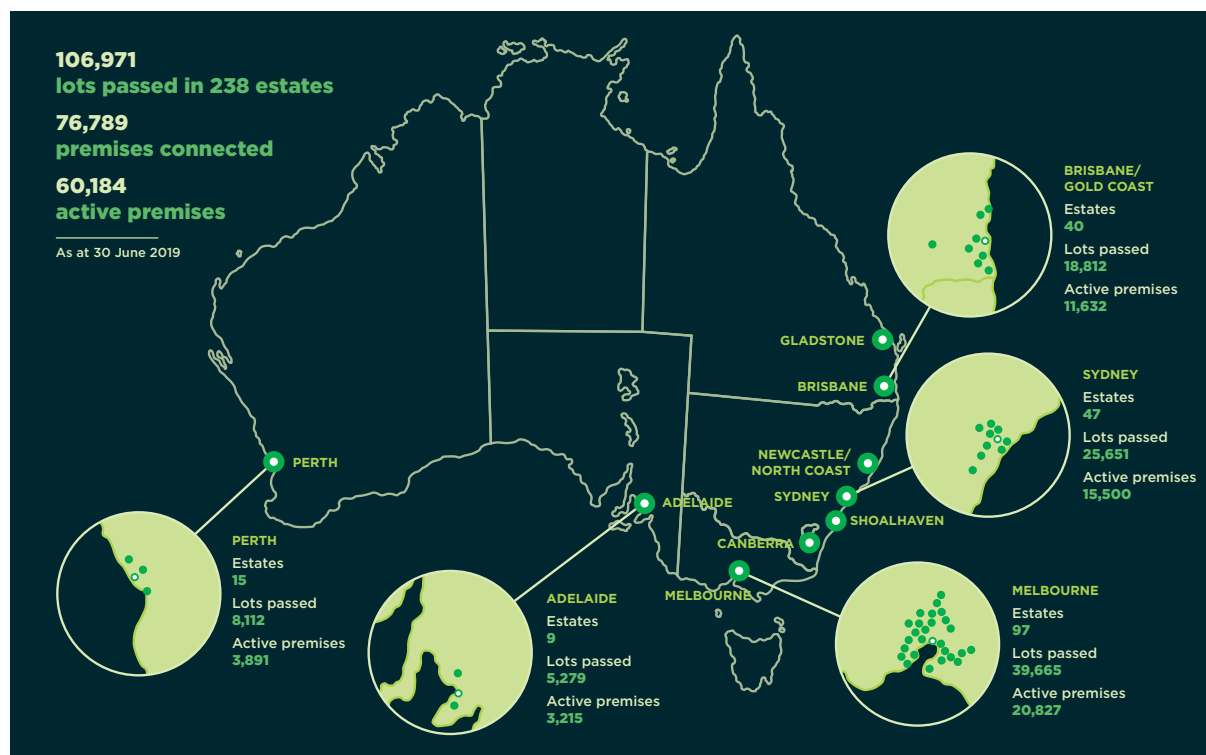 106,971
lots passed in 238 estates
76,789
premises connected
60,184
active premises
As at 30 June 2019
BRISBANE/
GOLD COAST
Estates
40
Lots passed
18,812
Active premises
11,632
GLADSTONE
BRISBANE
SYDNEY
Estates
47
Lots passed
25,651
Active premises
15,500
NEWCASTLE/
NORTH COAST
SYDNEY
SHOALHAVEN
CANBERRA
MELBOURNE
ADELAIDE
PERTH
PERTH
Estates
15
Lots passed
8,112
Active premises
3,891
ADELAIDE
Estates
9
Lots passed
5,279
Active premises
3,215
MELBOURNE
Estates
97
Lots passed
39,665
Active premises
20,827